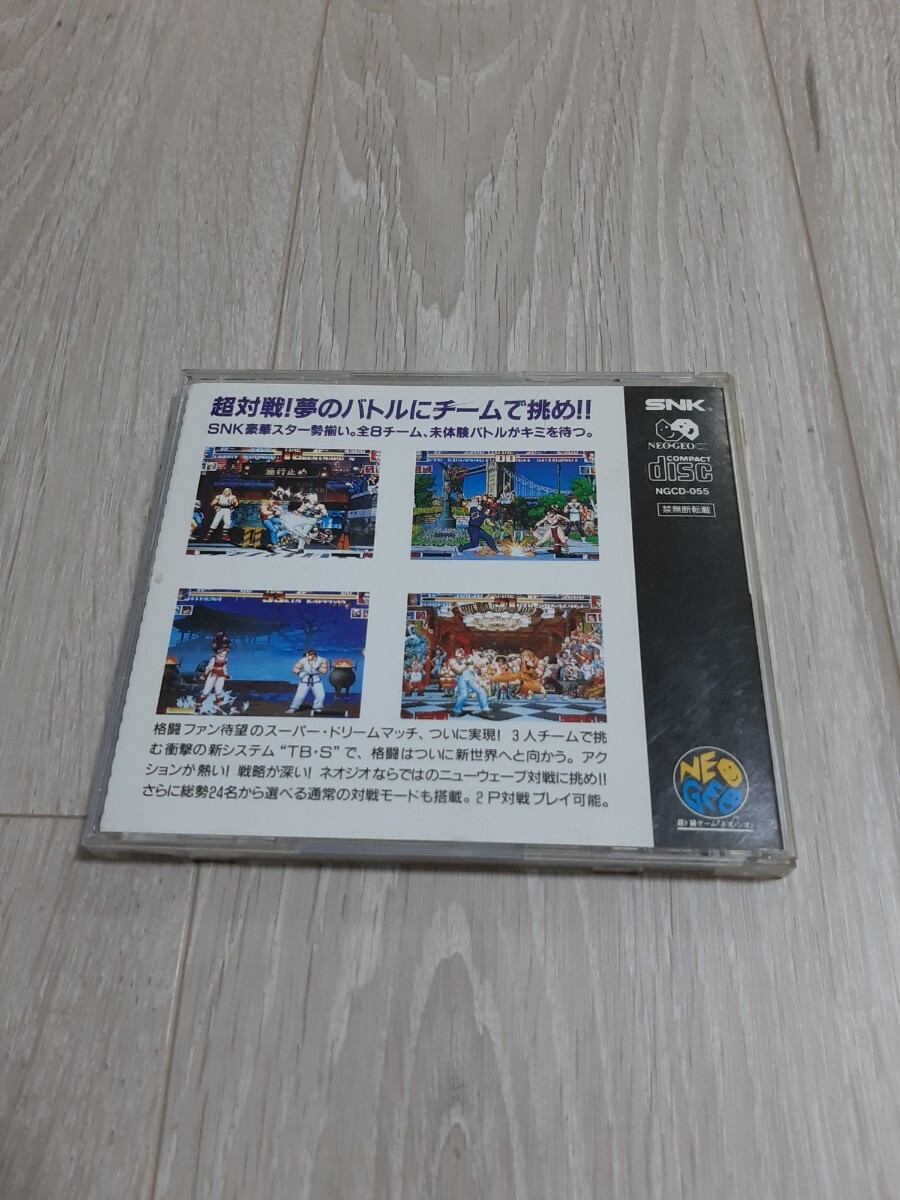 超対戦!夢のバトルにチームで挑め!!
SNK豪華スター勢揃い。全8チーム、未体験バトルがキミを待つ。
進行止め
ATHENA
格闘ファン待望のスーパー・ドリームマッチ、ついに実現! 3人チームで挑
む衝撃の新システム“TB・S”で、格闘はついに新世界へと向かう。アク
ションが熱い! 戦略が深い! ネオジオならではのニューウェーブ対戦に挑め!!
さらに総勢24名から選べる通常の対戦モードも搭載。2P対戦プレイ可能。
SNK
NEO・GEO CD
COMPACT
disc
NGCD-055
禁無断転載
NEO
GEO